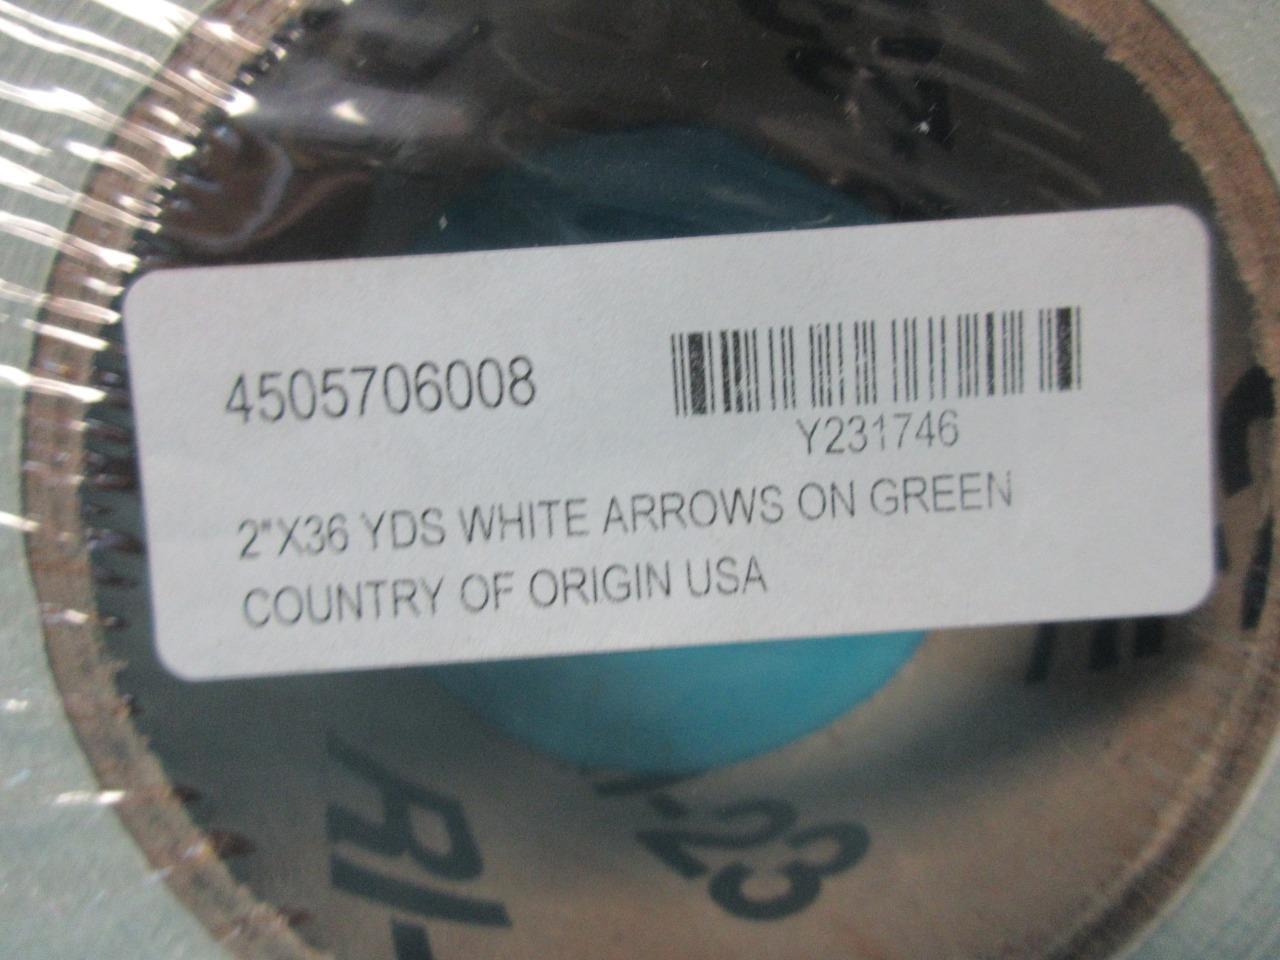 4505706008
Y231746
2"X36 YDS WHITE ARROWS ON GREEN
COUNTRY OF ORIGIN USA